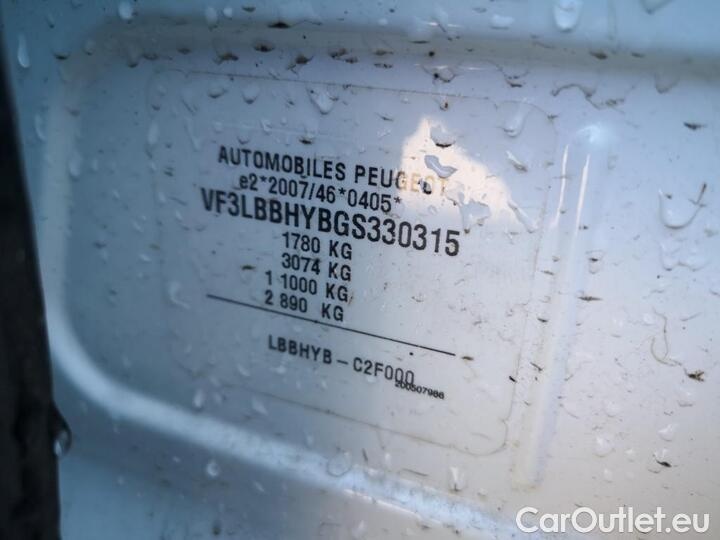 AUTOMOBILES PEUGEOT
e2*2007/46*0405*
VF3LBBHYBGS330315
1780 KG
3074 KG
1 1000 KG
2 890 KG
LBBHYB-C2F000
200507986
CarOutlet.eu